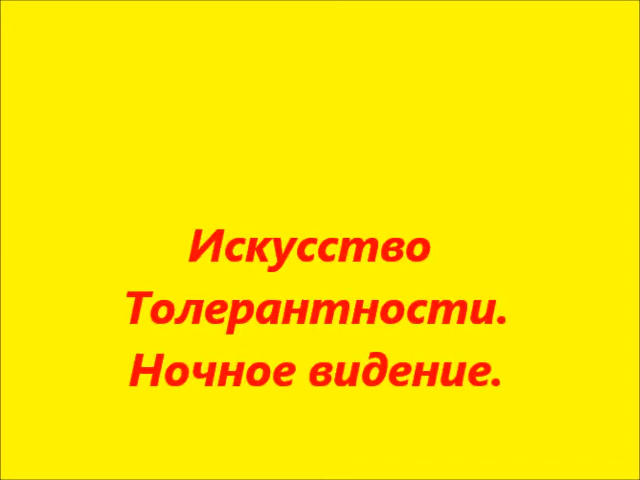 Искусство
Толерантности.
Ночное видение.